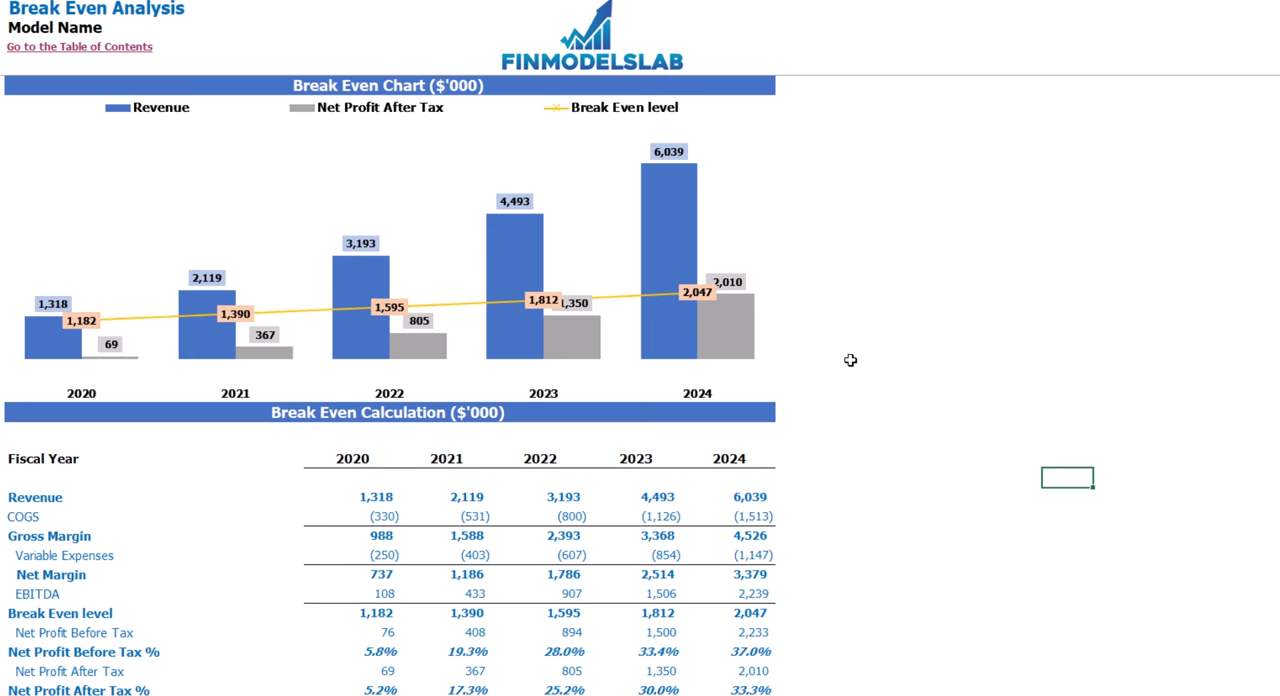 Break Even Analysis
Model Name
Go to the Table of Contents
FINMODELSLAB
Break Even Chart ($'000)
Revenue Net Profit After Tax Break Even level
6,039
4,493
3,193
2,119
2,010
2,047
1,318
1,812 1,350
1,595
1,390
1,182
805
367
69
2020 2021 2022 2023 2024
Break Even Calculation ($'000)
Fiscal Year 2020 2021 2022 2023 2024
Revenue 1,318 2,119 3,193 4,493 6,039
COGS (330) (531) (800) (1,126) (1,513)
Gross Margin 988 1,588 2,393 3,368 4,526
Variable Expenses (250) (403) (607) (854) (1,147)
Net Margin 737 1,186 1,786 2,514 3,379
EBITDA 108 433 907 1,506 2,239
Break Even level 1,182 1,390 1,595 1,812 2,047
Net Profit Before Tax 76 408 894 1,500 2,233
Net Profit Before Tax % 5.8% 19.3% 28.0% 33.4% 37.0%
Net Profit After Tax 69 367 805 1,350 2,010
Net Profit After Tax % 5.2% 17.3% 25.2% 30.0% 33.3%